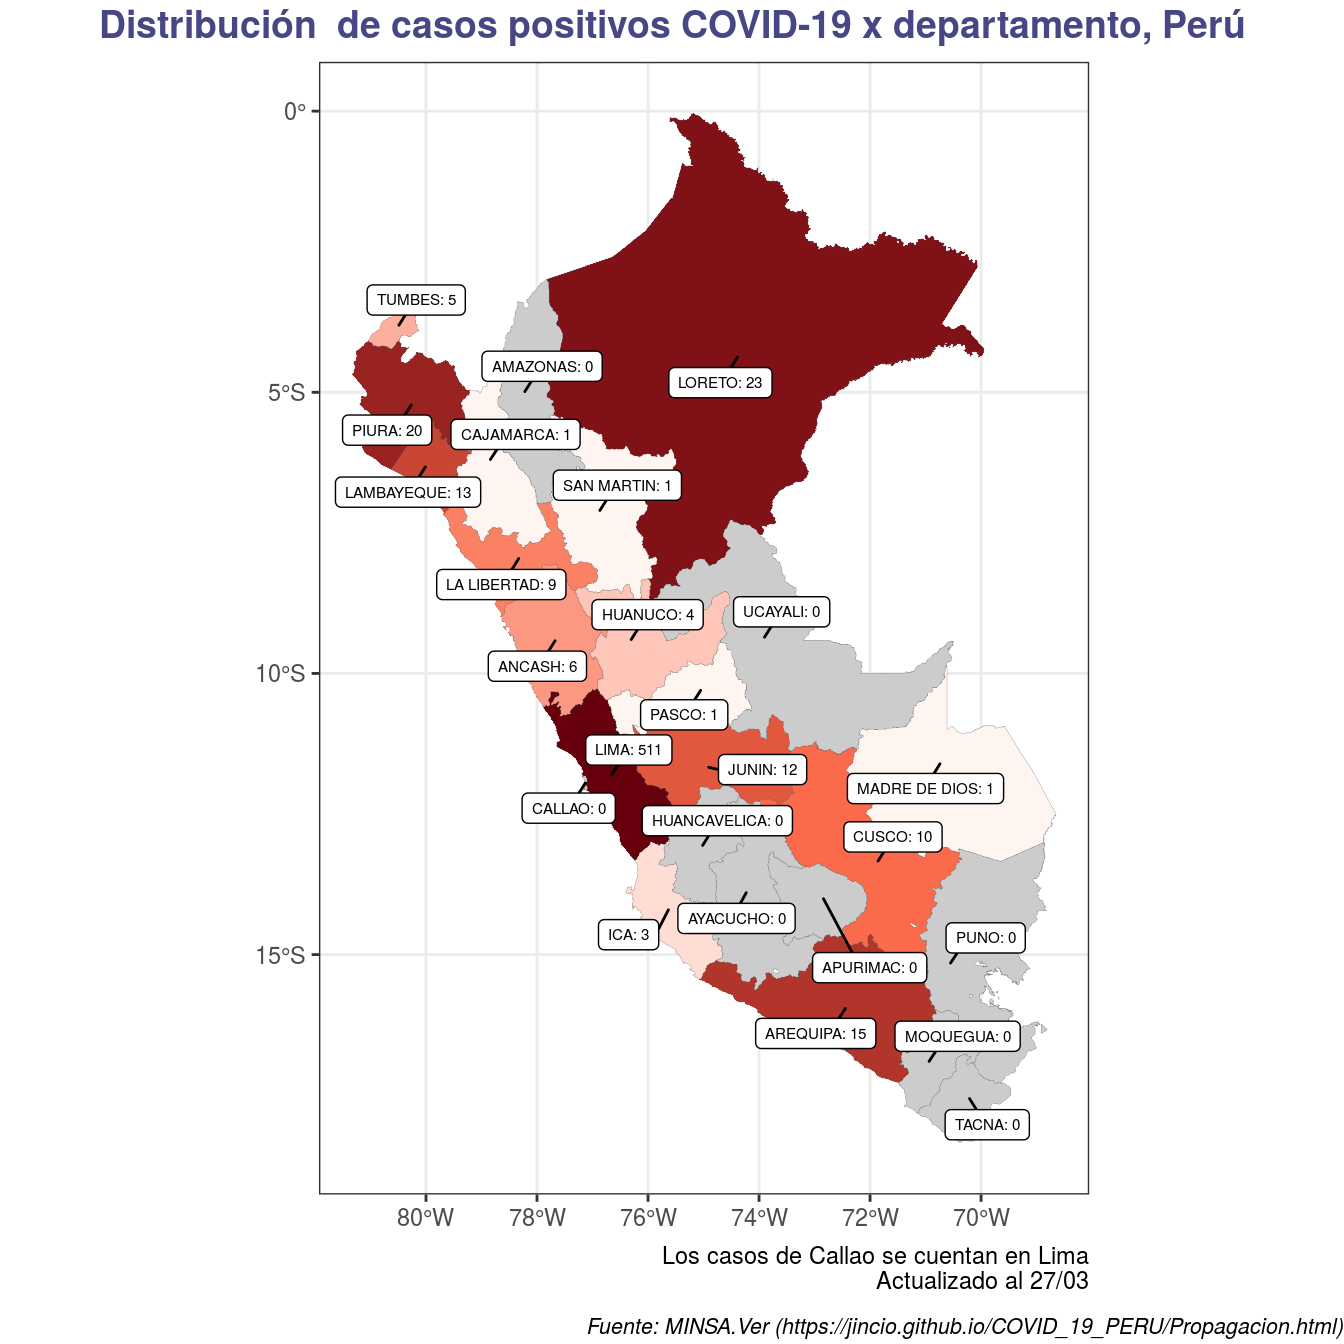 Distribución  de casos positivos COVID-19 x departamento, Perú
0°
5°S
10°S
15°S
TUMBES: 5
AMAZONAS: 0
LORETO: 23
PIURA: 20
CAJAMARCA: 1
SAN MARTIN: 1
LAMBAYEQUE: 13
LA LIBERTAD: 9
HUANUCO: 4
UCAYALI: 0
ANCASH: 6
PASCO: 1
LIMA: 511
JUNIN: 12
MADRE DE DIOS: 1
CALLAO: 0
HUANCAVELICA: 0
CUSCO: 10
AYACUCHO: 0
ICA: 3
PUNO: 0
APURIMAC: 0
AREQUIPA: 15
MOQUEGUA: 0
TACNA: 0
80°W 78°W 76°W 74°W 72°W 70°W
Los casos de Callao se cuentan en Lima
Actualizado al 27/03
Fuente: MINSA.Ver (https://jincio.github.io/COVID_19_PERU/Propagacion.html)